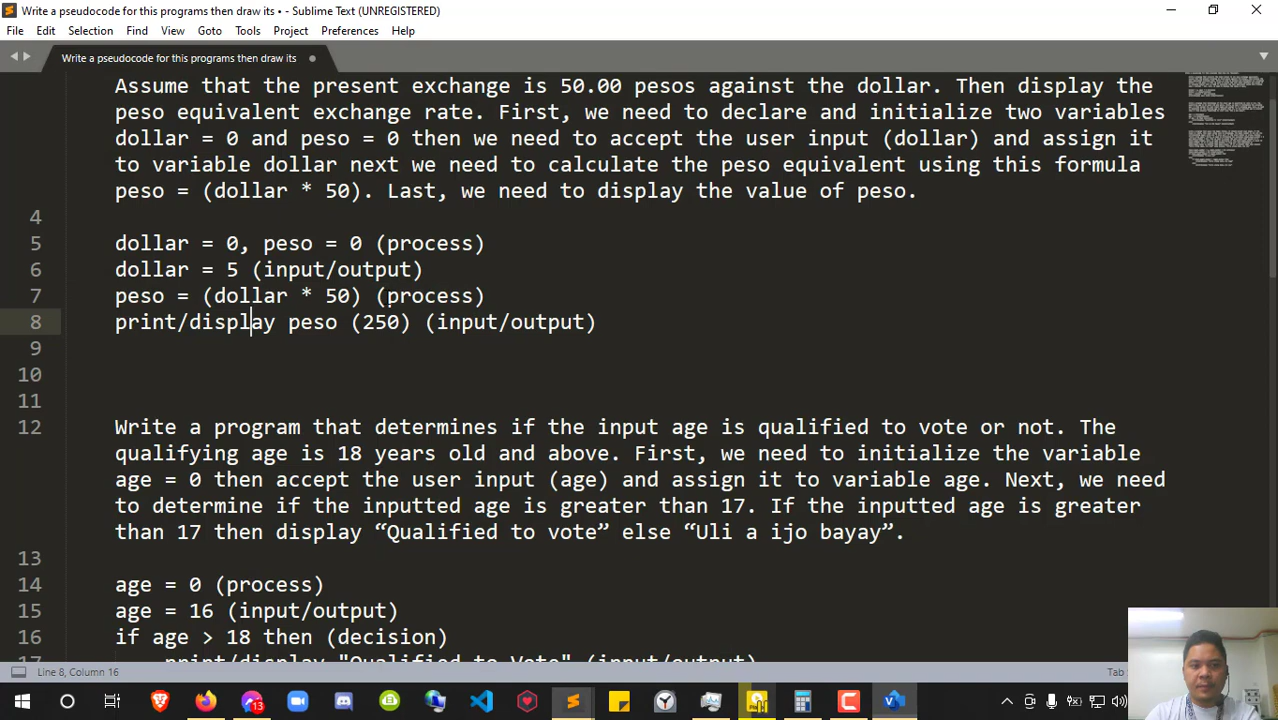 Write a pseudocode for this programs then draw its • - Sublime Text (UNREGISTERED)
File Edit Selection Find View Goto Tools Project Preferences Help
Write a pseudocode for this programs then draw its
Assume that the present exchange is 50.00 pesos against the dollar. Then display the
peso equivalent exchange rate. First, we need to declare and initialize two variables
dollar = 0 and peso = 0 then we need to accept the user input (dollar) and assign it
to variable dollar next we need to calculate the peso equivalent using this formula
peso = (dollar * 50). Last, we need to display the value of peso.
4
5 dollar = 0, peso = 0 (process)
6 dollar = 5 (input/output)
7 peso = (dollar * 50) (process)
8 print/display peso (250) (input/output)
9
10
11
12 Write a program that determines if the input age is qualified to vote or not. The
qualifying age is 18 years old and above. First, we need to initialize the variable
age = 0 then accept the user input (age) and assign it to variable age. Next, we need
to determine if the inputted age is greater than 17. If the inputted age is greater
than 17 then display “Qualified to vote” else “Uli a ijo bayay”.
13
14 age = 0 (process)
15 age = 16 (input/output)
16 if age > 18 then (decision)
17 print/display "Qualified to Vote" (input/output)
Line 8, Column 16
Tab
13